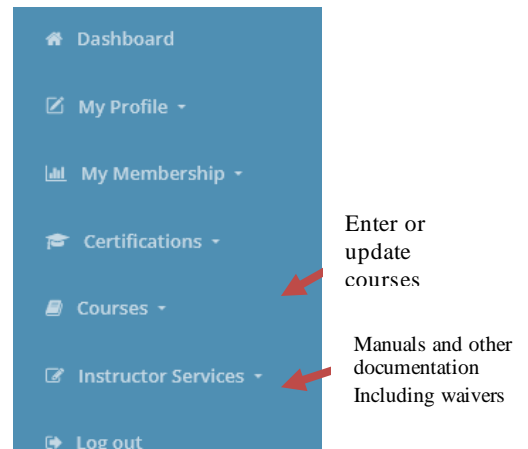 Dashboard
My Profile
My Membership
Certifications
Enter or
update
courses
Courses
Manuals and other
documentation
Including waivers
Instructor Services
Log out